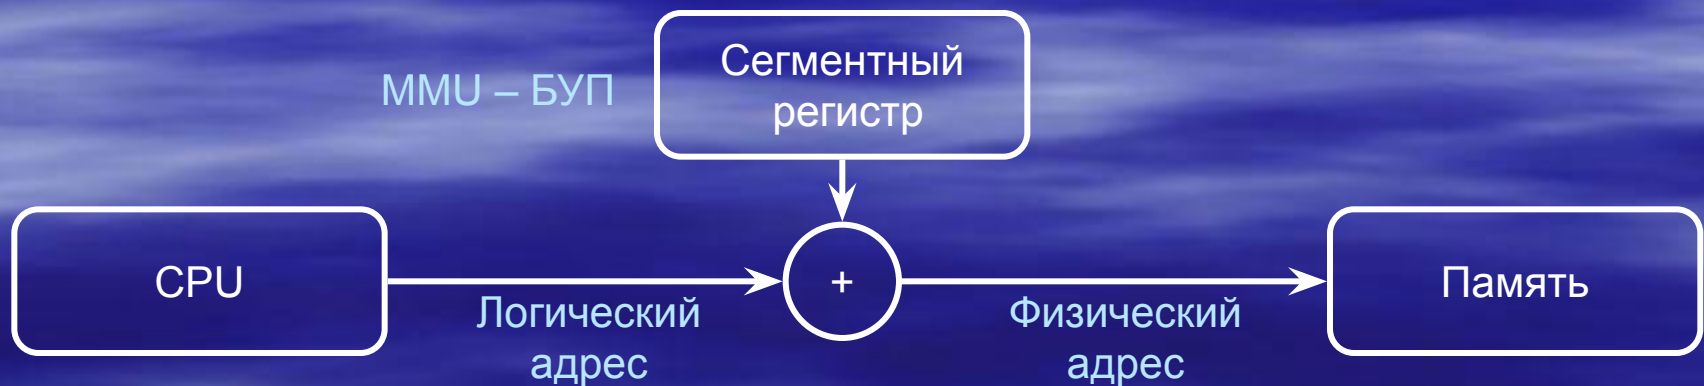 MMU – БУП
Сегментный
регистр
CPU
Логический
адрес
+
Физический
адрес
Память